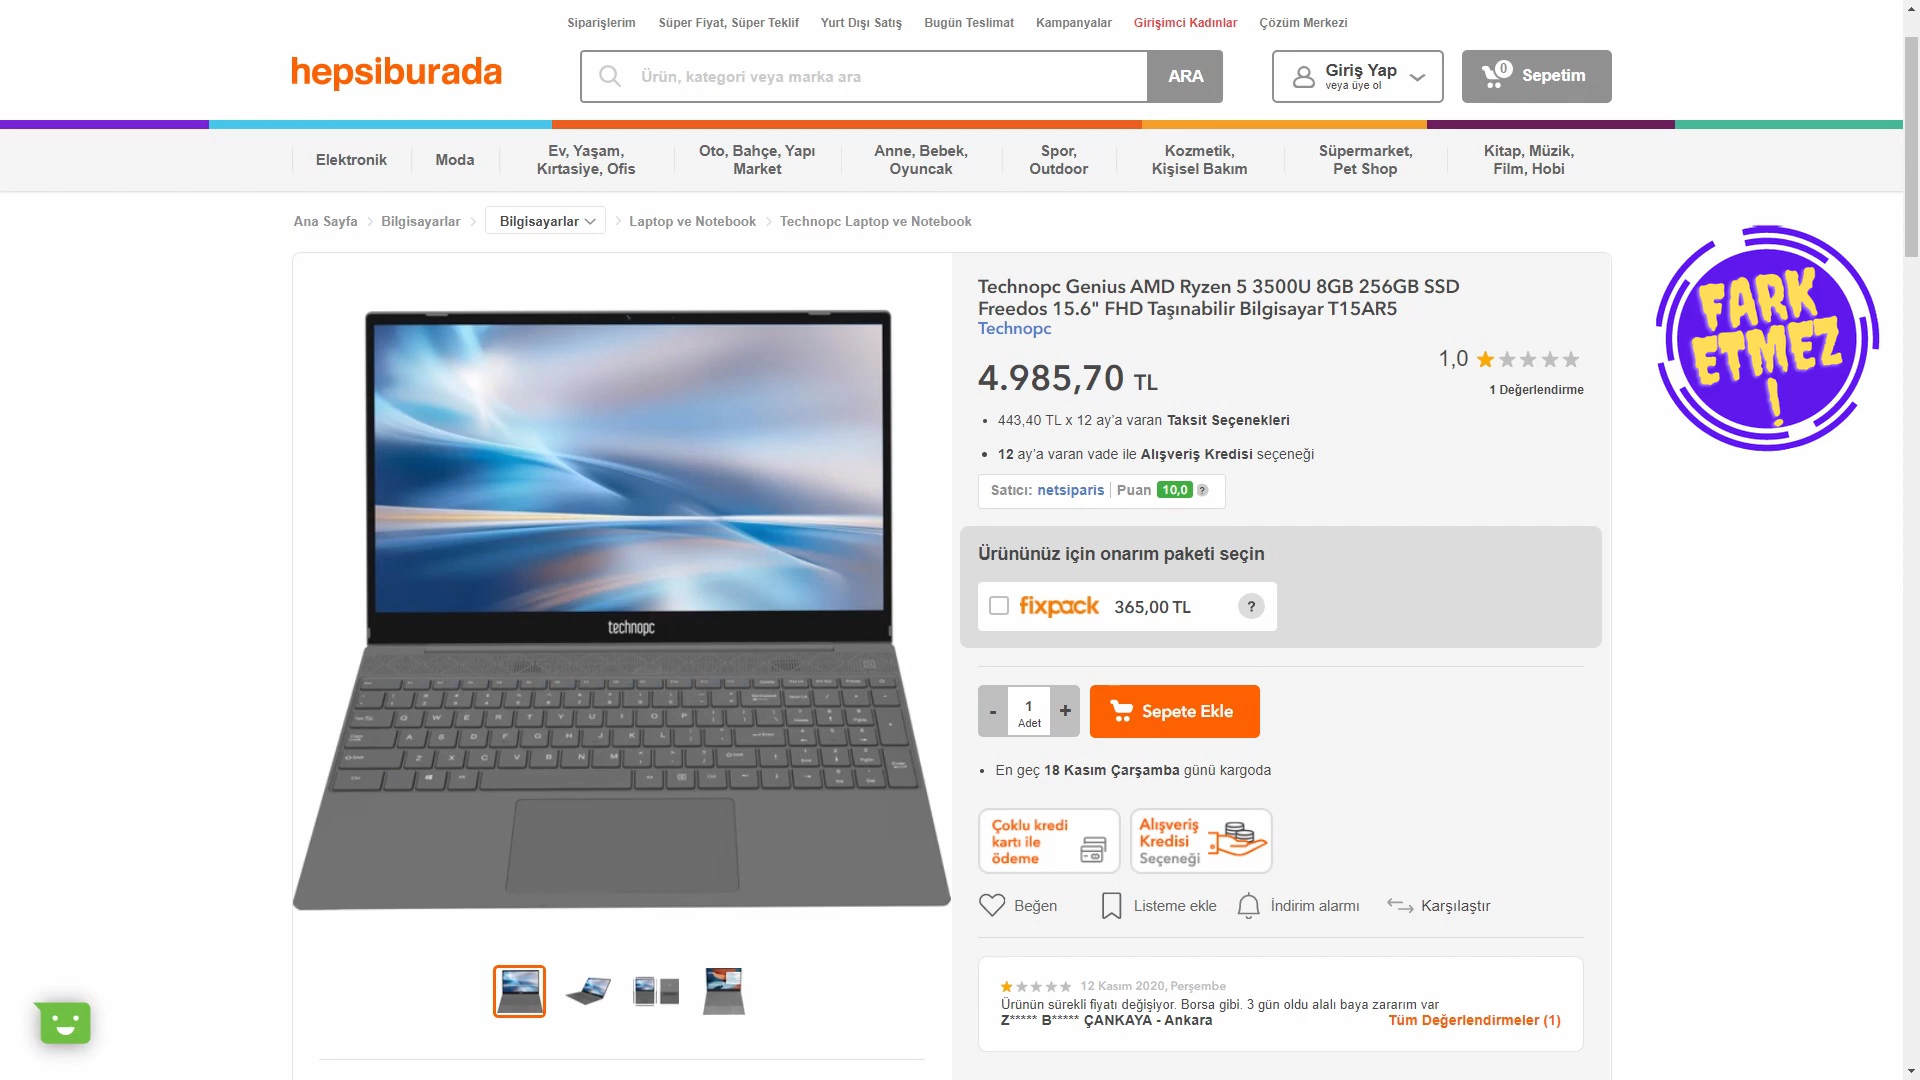 Siparişlerim Süper Fiyat, Süper Teklif Yurt Dışı Satış Bugün Teslimat Kampanyalar Girişimci Kadınlar Çözüm Merkezi
hepsiburada
Ürün, kategori veya marka ara
ARA
Giriş Yap
veya üye ol
0
Sepetim
Elektronik
Moda
Ev, Yaşam,
Kırtasiye, Ofis
Oto, Bahçe, Yapı
Market
Anne, Bebek,
Oyuncak
Spor,
Outdoor
Kozmetik,
Kişisel Bakım
Süpermarket,
Pet Shop
Kitap, Müzik,
Film, Hobi
Ana Sayfa Bilgisayarlar Bilgisayarlar Laptop ve Notebook Technopc Laptop ve Notebook
technopc
Technopc Genius AMD Ryzen 5 3500U 8GB 256GB SSD
Freedos 15.6" FHD Taşınabilir Bilgisayar T15AR5
Technopc
4.985,70 TL
1,0
1 Değerlendirme
443,40 TL x 12 ay'a varan Taksit Seçenekleri
12 ay'a varan vade ile Alışveriş Kredisi seçeneği
Satıcı: netsiparis Puan 10,0 ?
Ürününüz için onarım paketi seçin
fixpack 365,00 TL ?
- 1 +
Adet
Sepete Ekle
En geç 18 Kasım Çarşamba günü kargoda
Çoklu kredi
kartı ile
ödeme
Alışveriş
Kredisi
Seçeneği
Beğen Listeme ekle İndirim alarmı Karşılaştır
12 Kasım 2020, Perşembe
Ürünün sürekli fiyatı değişiyor. Borsa gibi. 3 gün oldu alalı baya zararım var
Z***** B***** ÇANKAYA - Ankara
Tüm Değerlendirmeler (1)
FARK
ETMEZ
!